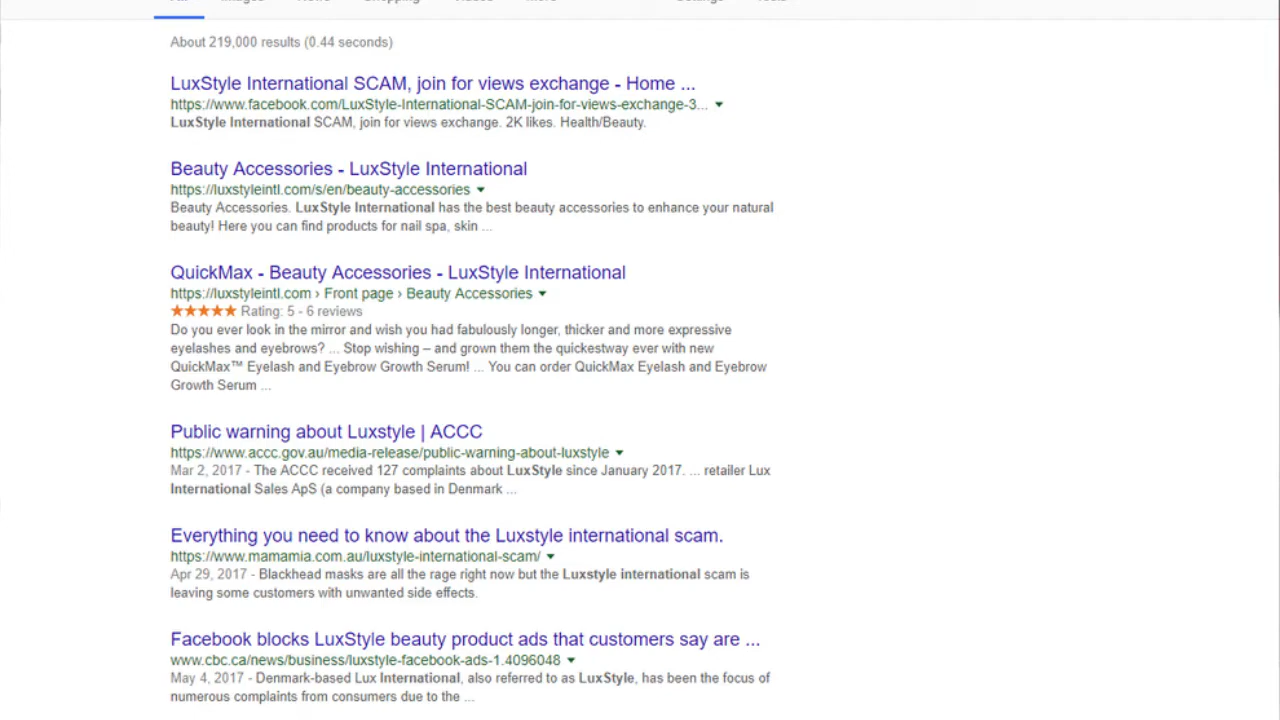 All Images News Shopping Videos More Settings Tools
About 219,000 results (0.44 seconds)
LuxStyle International SCAM, join for views exchange - Home ...
https://www.facebook.com/LuxStyle-International-SCAM-join-for-views-exchange-3...
LuxStyle International SCAM, join for views exchange. 2K likes. Health/Beauty.
Beauty Accessories - LuxStyle International
https://luxstyleintl.com/s/en/beauty-accessories
Beauty Accessories. LuxStyle International has the best beauty accessories to enhance your natural
beauty! Here you can find products for nail spa, skin ...
QuickMax - Beauty Accessories - LuxStyle International
https://luxstyleintl.com › Front page › Beauty Accessories
Rating: 5 - 6 reviews
Do you ever look in the mirror and wish you had fabulously longer, thicker and more expressive
eyelashes and eyebrows? ... Stop wishing – and grown them the quickestway ever with new
QuickMax™ Eyelash and Eyebrow Growth Serum! ... You can order QuickMax Eyelash and Eyebrow
Growth Serum ...
Public warning about Luxstyle | ACCC
https://www.accc.gov.au/media-release/public-warning-about-luxstyle
Mar 2, 2017 - The ACCC received 127 complaints about LuxStyle since January 2017. ... retailer Lux
International Sales ApS (a company based in Denmark ...
Everything you need to know about the Luxstyle international scam.
https://www.mamamia.com.au/luxstyle-international-scam/
Apr 29, 2017 - Blackhead masks are all the rage right now but the Luxstyle international scam is
leaving some customers with unwanted side effects.
Facebook blocks LuxStyle beauty product ads that customers say are ...
www.cbc.ca/news/business/luxstyle-facebook-ads-1.4096048
May 4, 2017 - Denmark-based Lux International, also referred to as LuxStyle, has been the focus of
numerous complaints from consumers due to the ...